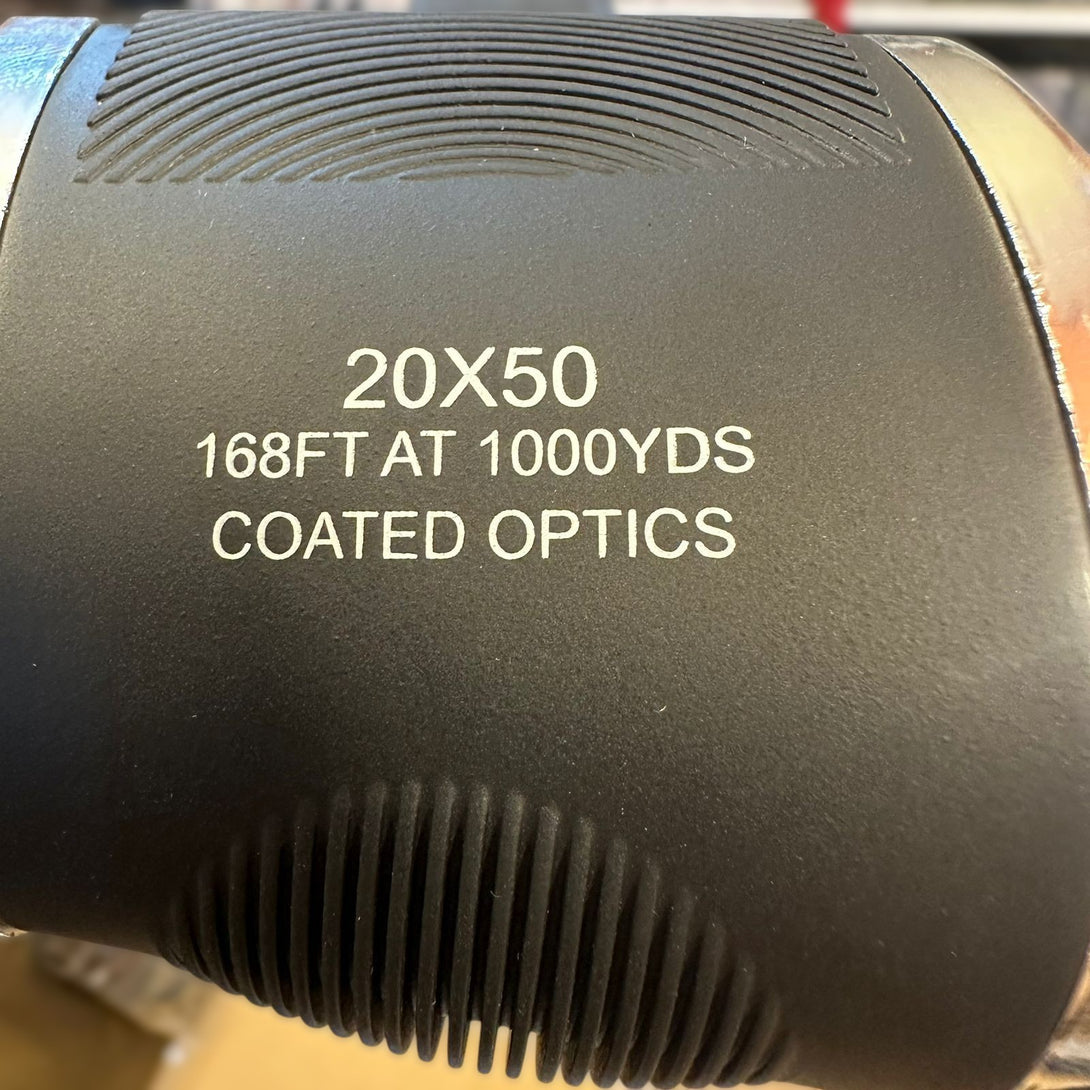 20X50
168FT AT 1000YDS
COATED OPTICS